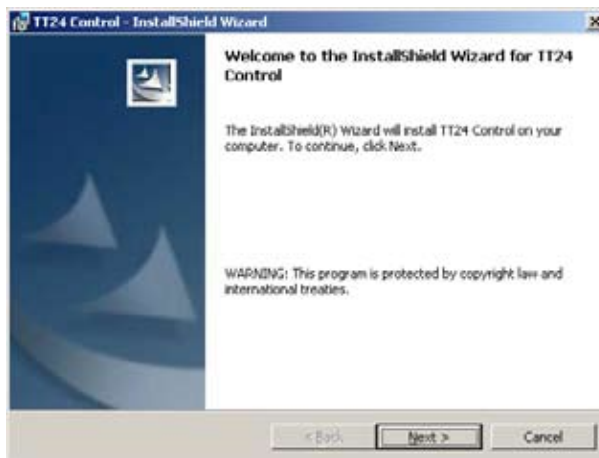 TT24 Control - InstallShield Wizard
Welcome to the InstallShield Wizard for TT24
Control
The InstallShield(R) Wizard will install TT24 Control on your
computer. To continue, click Next.
WARNING: This program is protected by copyright law and
international treaties.
< Back
Next >
Cancel